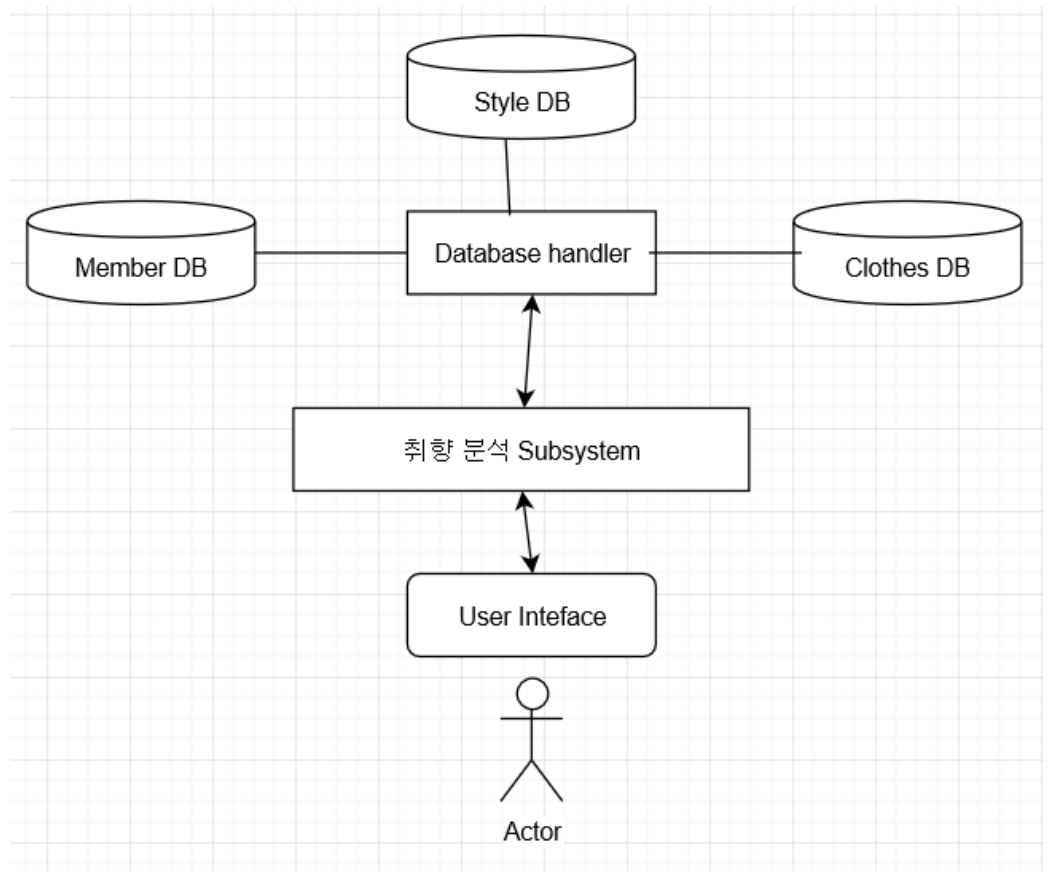 Style DB
Member DB
Database handler
Clothes DB
취향 분석 Subsystem
User Inteface
Actor